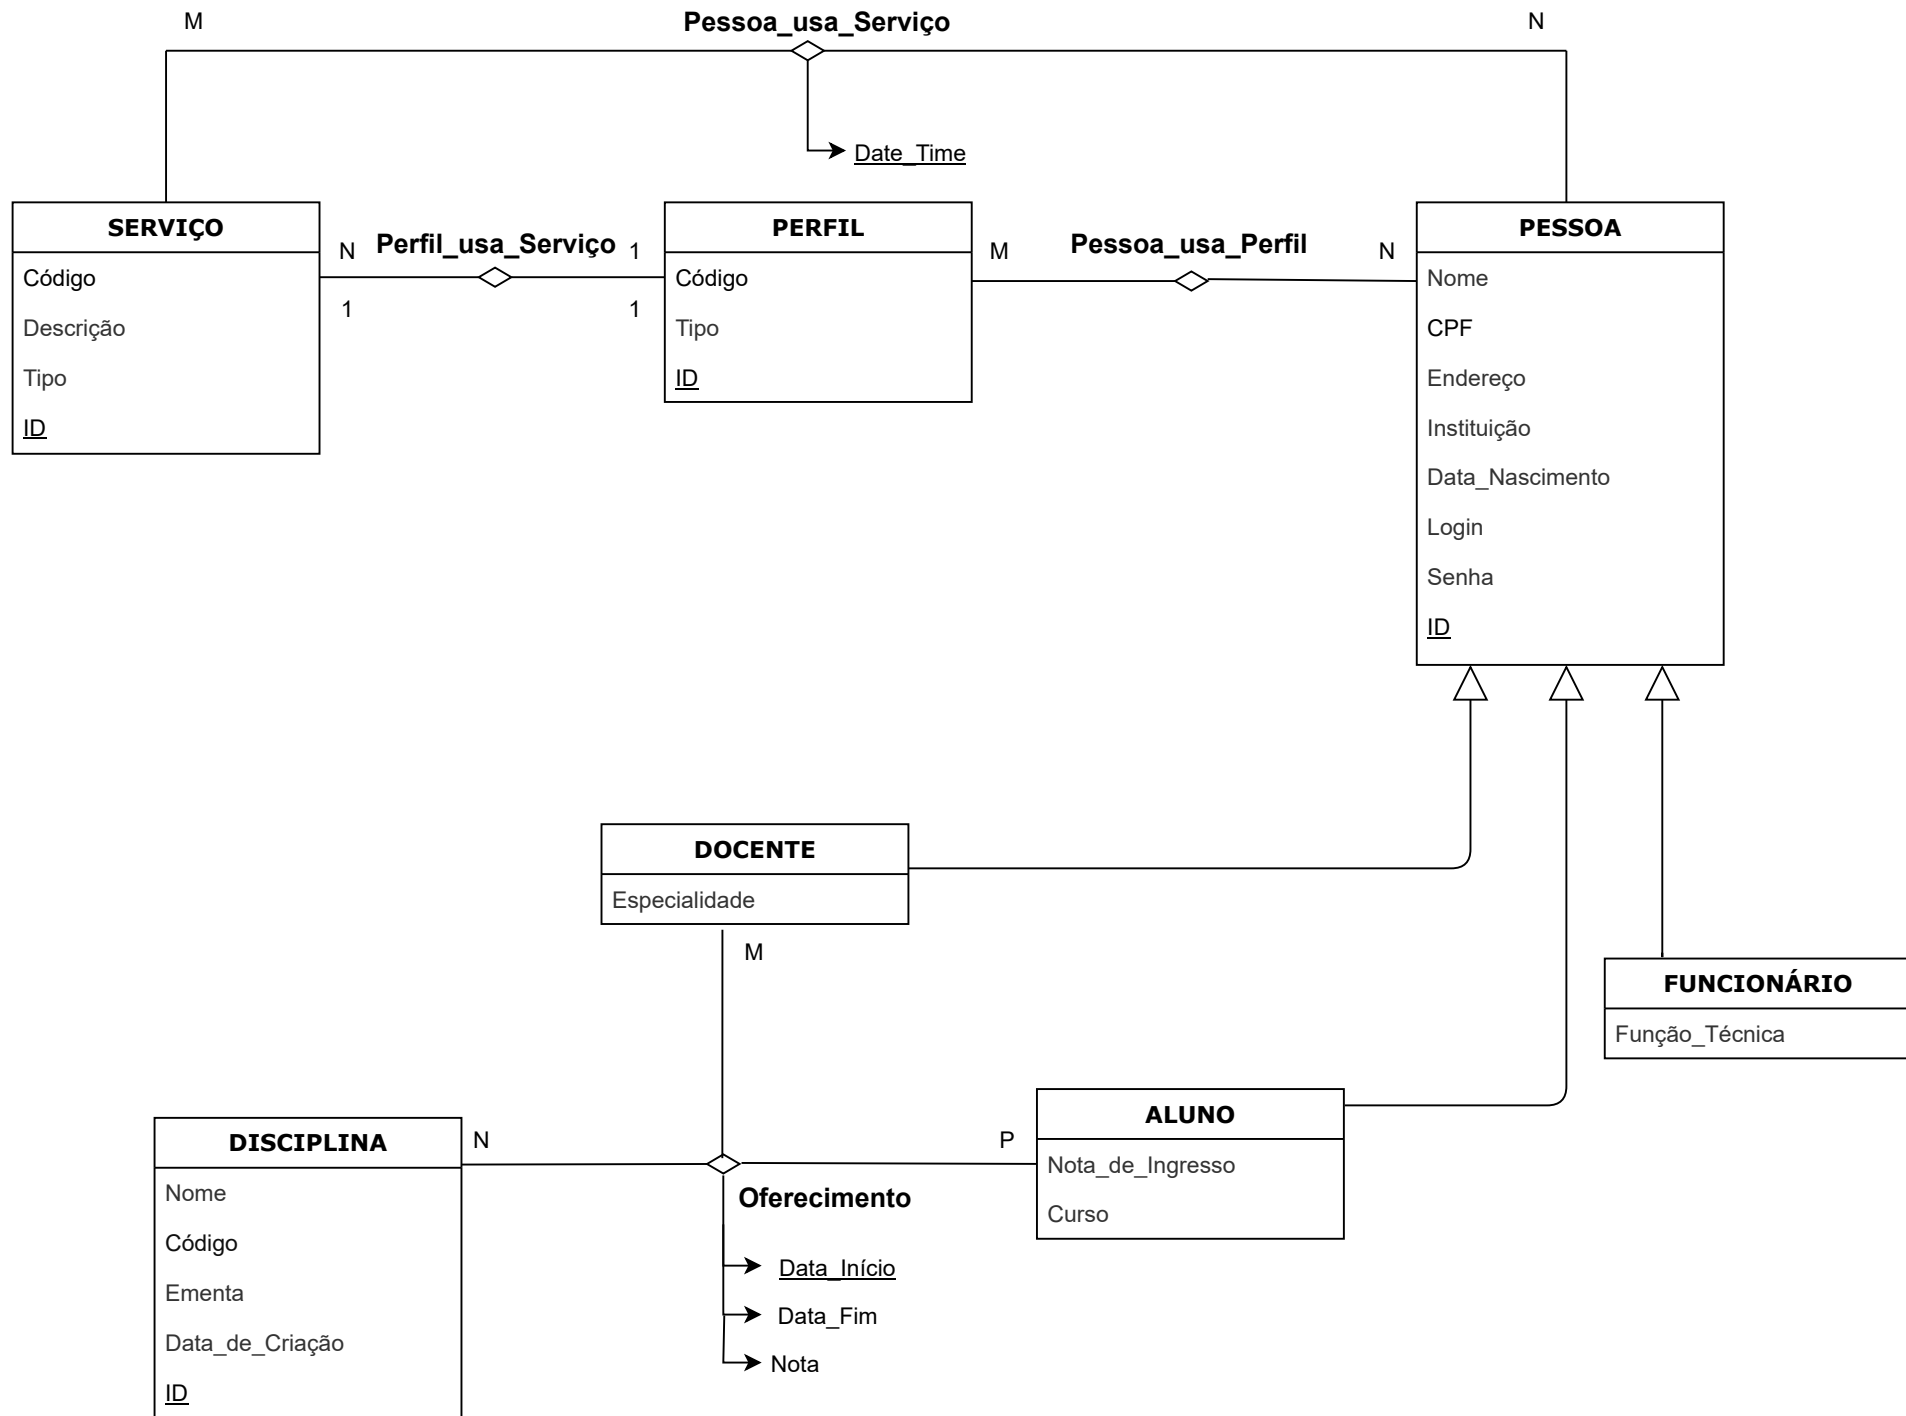 M
Pessoa_usa_Serviço
N
Date_Time
SERVIÇO
Código
Descrição
Tipo
ID
N
Perfil_usa_Serviço
1
1
1
PERFIL
Código
Tipo
ID
M
Pessoa_usa_Perfil
N
PESSOA
Nome
CPF
Endereço
Instituição
Data_Nascimento
Login
Senha
ID
DOCENTE
Especialidade
M
FUNCIONÁRIO
Função_Técnica
DISCIPLINA
Nome
Código
Ementa
Data_de_Criação
ID
N
P
Oferecimento
Data_Início
Data_Fim
Nota
ALUNO
Nota_de_Ingresso
Curso